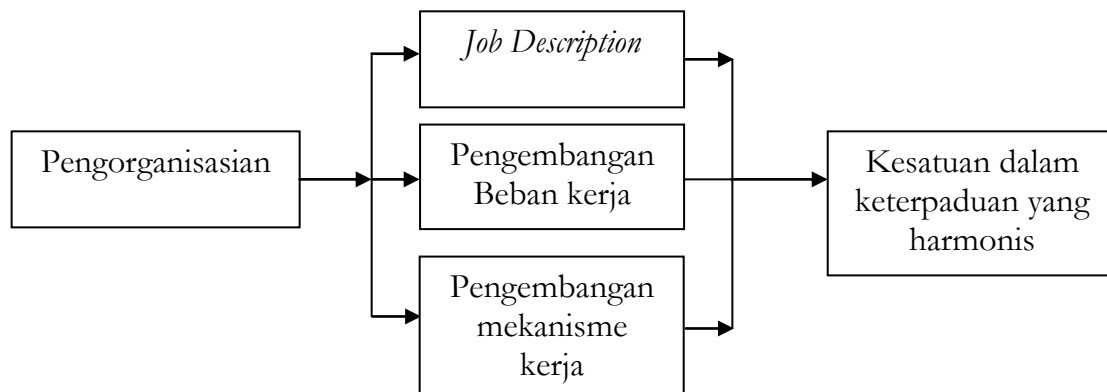 Job Description
Pengorganisasian
Pengembangan
Beban kerja
Kesatuan dalam
keterpaduan yang
harmonis
Pengembangan
mekanisme
kerja